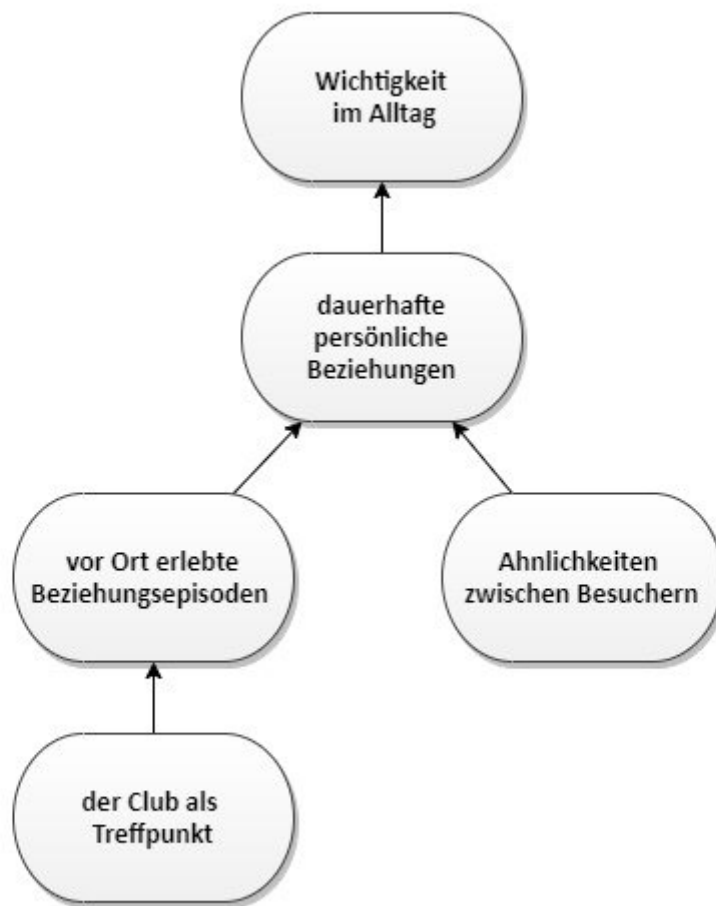 Wichtigkeit
im Alltag
dauerhafte
persönliche
Beziehungen
vor Ort erlebte
Beziehungsepisoden
Ahnlichkeiten
zwischen Besuchern
der Club als
Treffpunkt